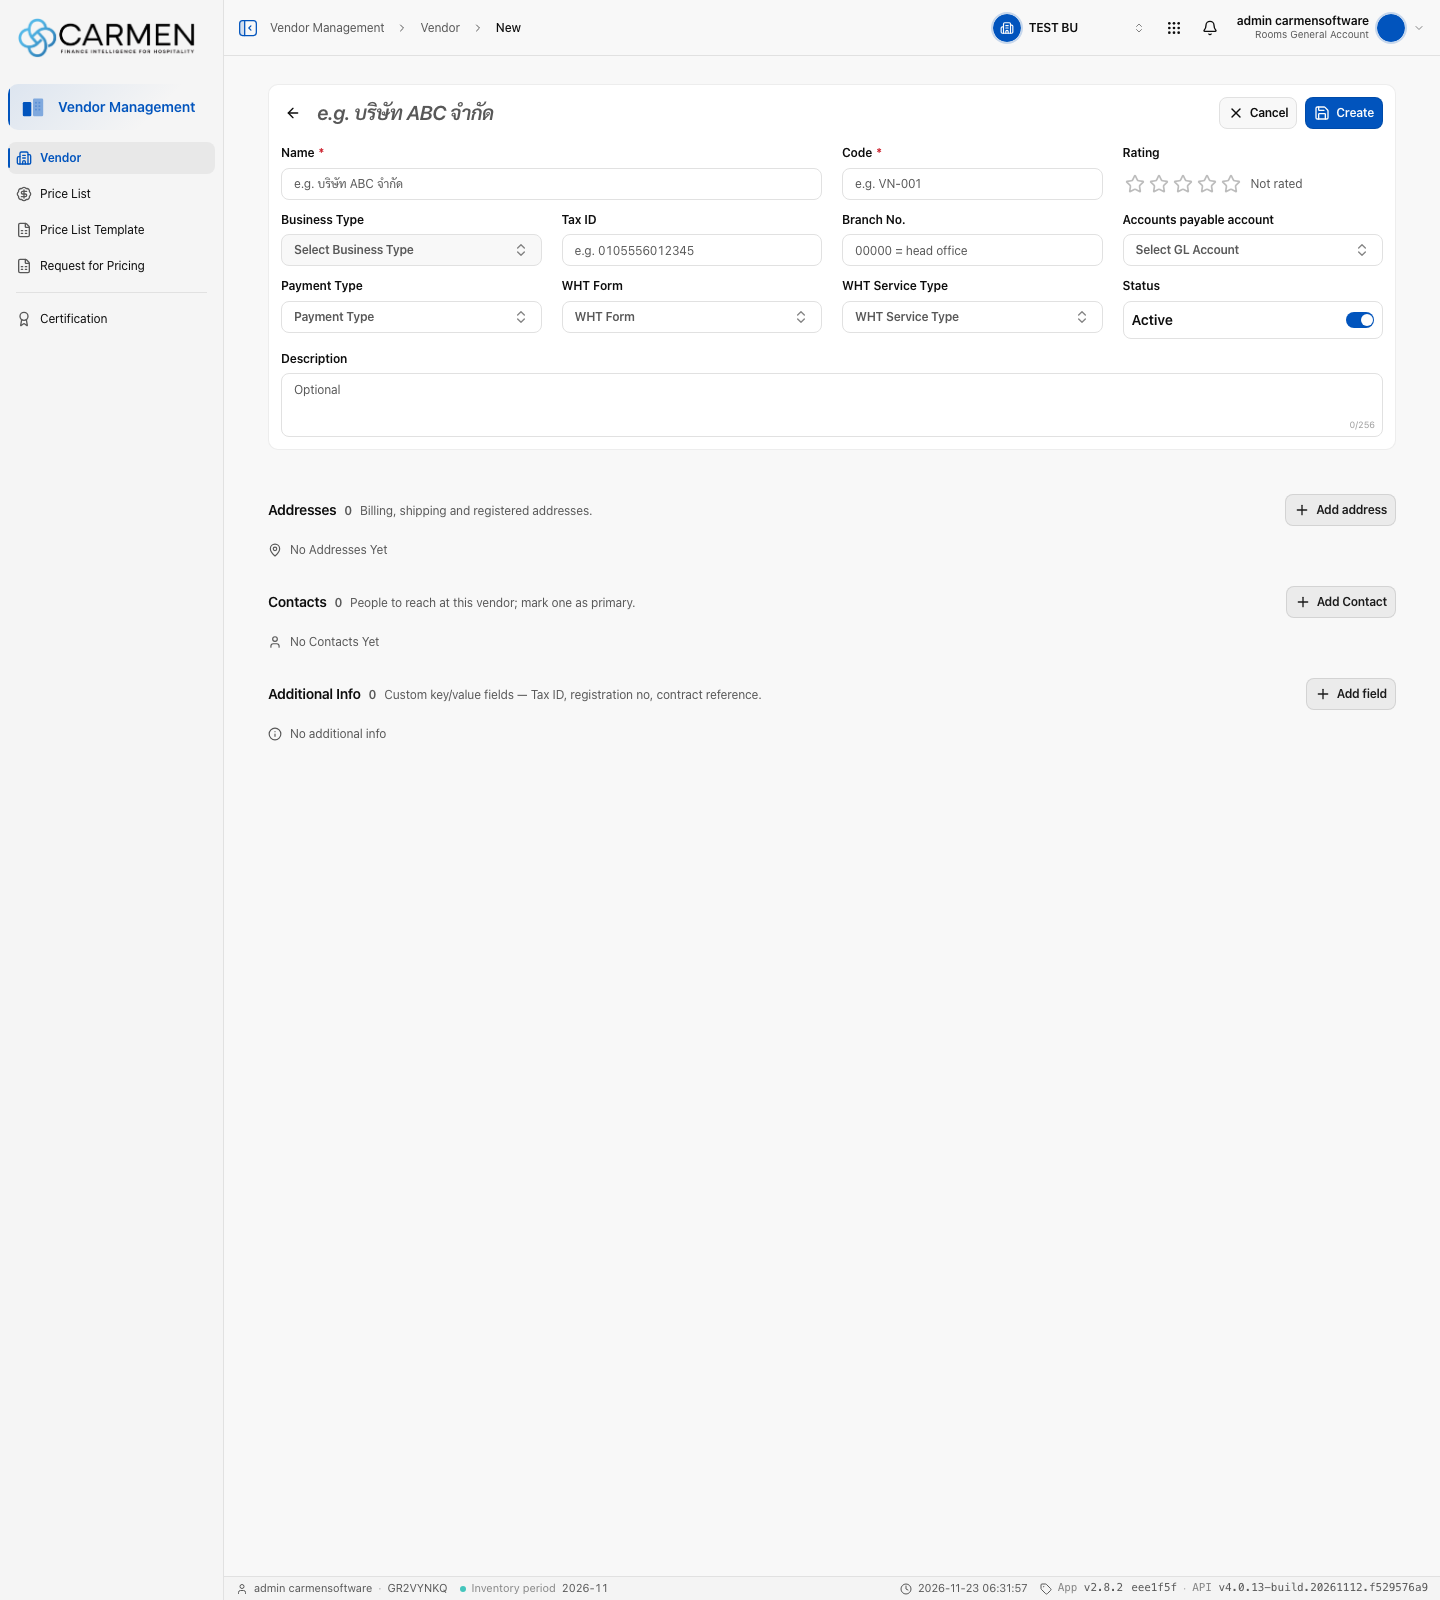 CARMEN
FINANCE INTELLIGENCE FOR HOSPITALITY
Vendor Management
Vendor
Price List
Price List Template
Request for Pricing
Certification
Vendor Management > Vendor > New
TEST BU
admin carmensoftware
Rooms General Account
e.g. บริษัท ABC จำกัด
Cancel
Create
Name *
Code *
Rating
e.g. บริษัท ABC จำกัด
e.g. VN-001
Not rated
Business Type
Tax ID
Branch No.
Accounts payable account
Select Business Type
e.g. 0105556012345
00000 = head office
Select GL Account
Payment Type
WHT Form
WHT Service Type
Status
Payment Type
WHT Form
WHT Service Type
Active
Description
Optional
0/256
Addresses 0 Billing, shipping and registered addresses.
Add address
No Addresses Yet
Contacts 0 People to reach at this vendor; mark one as primary.
Add Contact
No Contacts Yet
Additional Info 0 Custom key/value fields — Tax ID, registration no, contract reference.
Add field
No additional info
admin carmensoftware · GR2VYNKQ Inventory period 2026-11
2026-11-23 06:31:57 App v2.8.2 eee1f5f · API v4.0.13-build.20261112.f529576a9